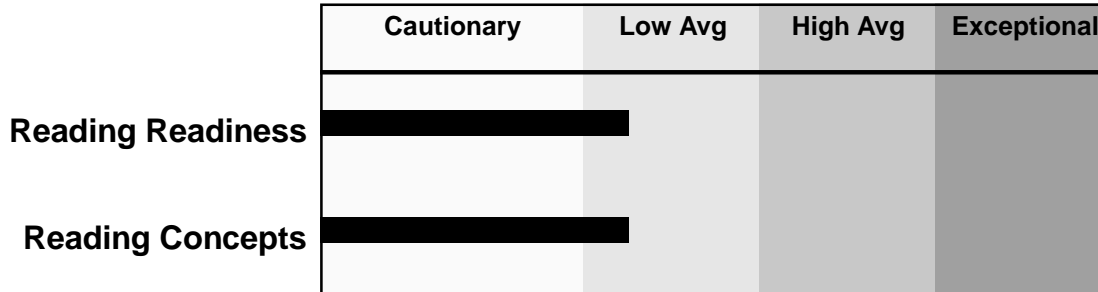 Cautionary Low Avg High Avg Exceptional
Reading Readiness
Reading Concepts